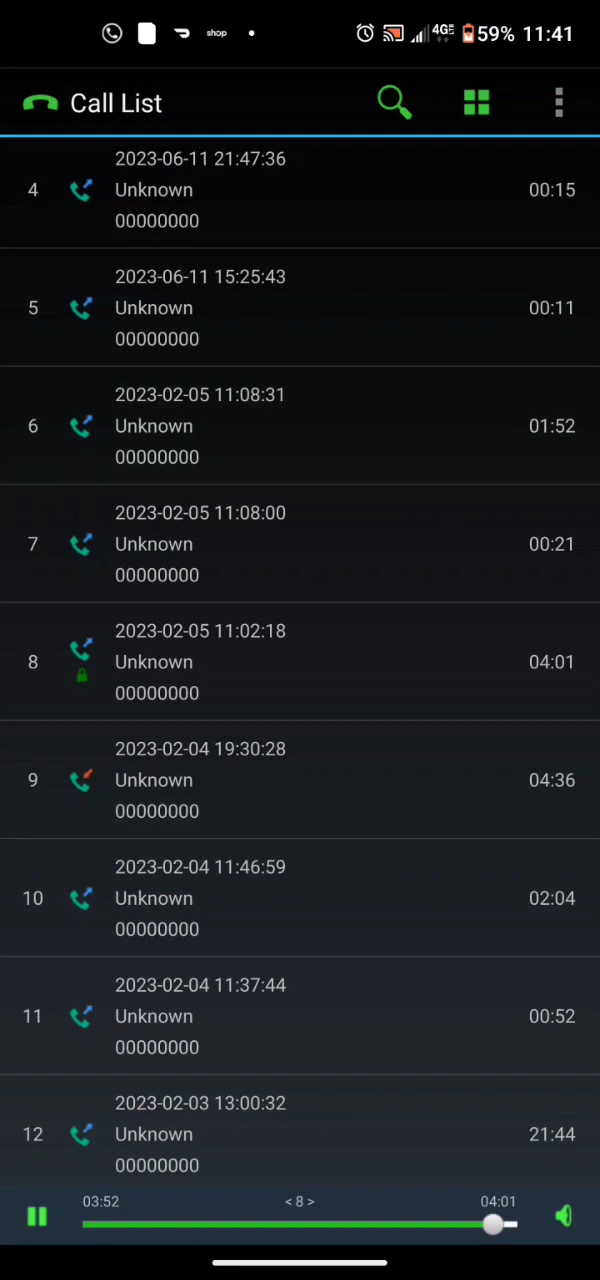 shop
4G
59% 11:41
Call List
2023-06-11 21:47:36
4 Unknown 00:15
00000000
2023-06-11 15:25:43
5 Unknown 00:11
00000000
2023-02-05 11:08:31
6 Unknown 01:52
00000000
2023-02-05 11:08:00
7 Unknown 00:21
00000000
2023-02-05 11:02:18
8 Unknown 04:01
00000000
2023-02-04 19:30:28
9 Unknown 04:36
00000000
2023-02-04 11:46:59
10 Unknown 02:04
00000000
2023-02-04 11:37:44
11 Unknown 00:52
00000000
2023-02-03 13:00:32
12 Unknown 21:44
00000000
03:52 < 8 > 04:01